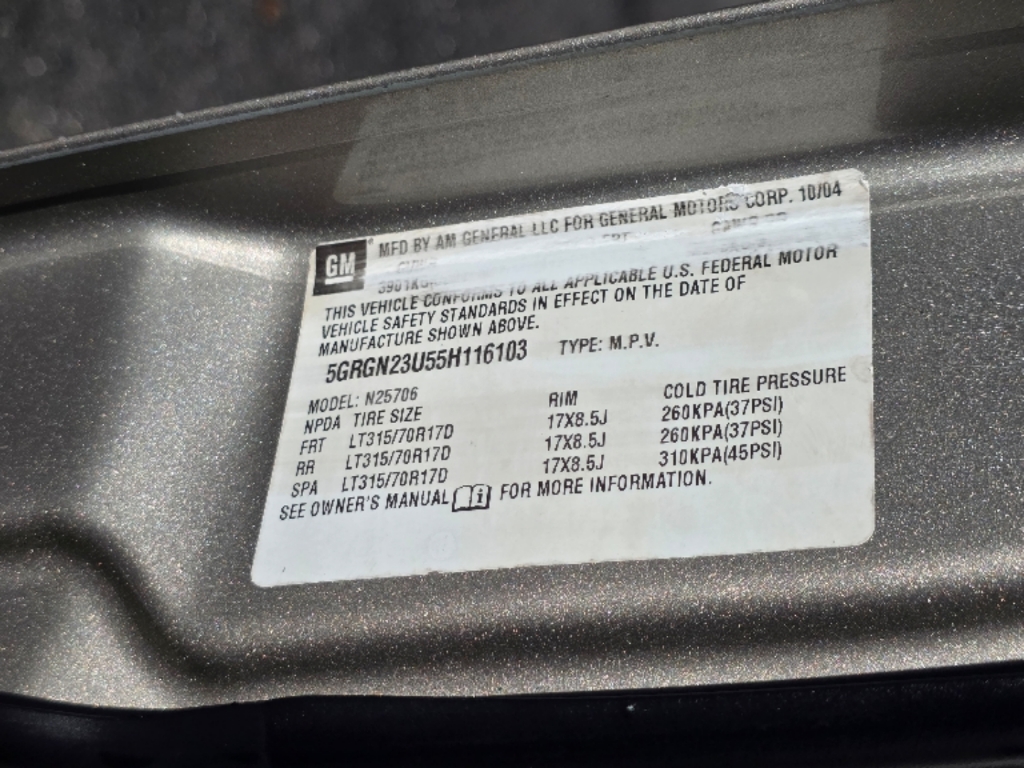 GM MFD BY AM GENERAL LLC FOR GENERAL MOTORS CORP. 10/04
THIS VEHICLE CONFORMS TO ALL APPLICABLE U.S. FEDERAL MOTOR
VEHICLE SAFETY STANDARDS IN EFFECT ON THE DATE OF
MANUFACTURE SHOWN ABOVE.
5GRGN23U55H116103 TYPE: M.P.V.
MODEL: N25706
NPDA TIRE SIZE RIM COLD TIRE PRESSURE
FRT LT315/70R17D 17X8.5J 260KPA(37PSI)
RR LT315/70R17D 17X8.5J 260KPA(37PSI)
SPA LT315/70R17D 17X8.5J 310KPA(45PSI)
SEE OWNER'S MANUAL FOR MORE INFORMATION.